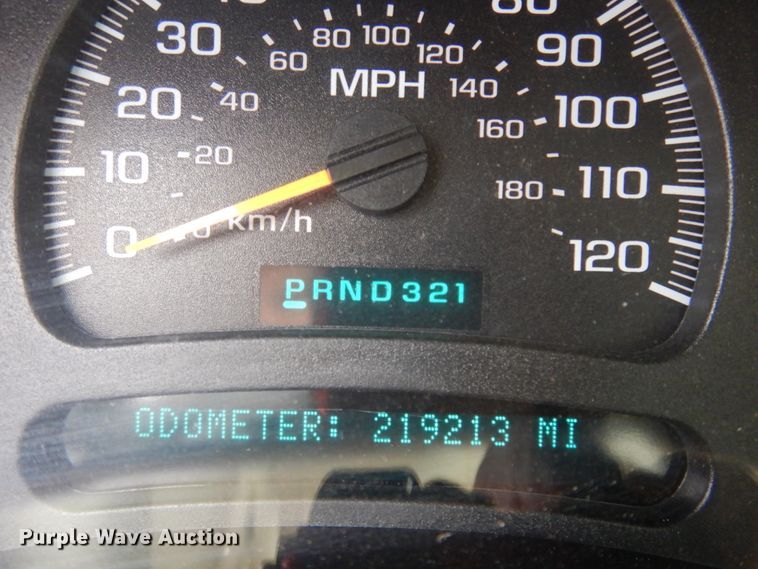 80
30 60 80 100 120 90
MPH
20 40 140 100
160
10 20 180 110
0 km/h
120
PRND321
ODOMETER: 219213 MI
Purple Wave Auction